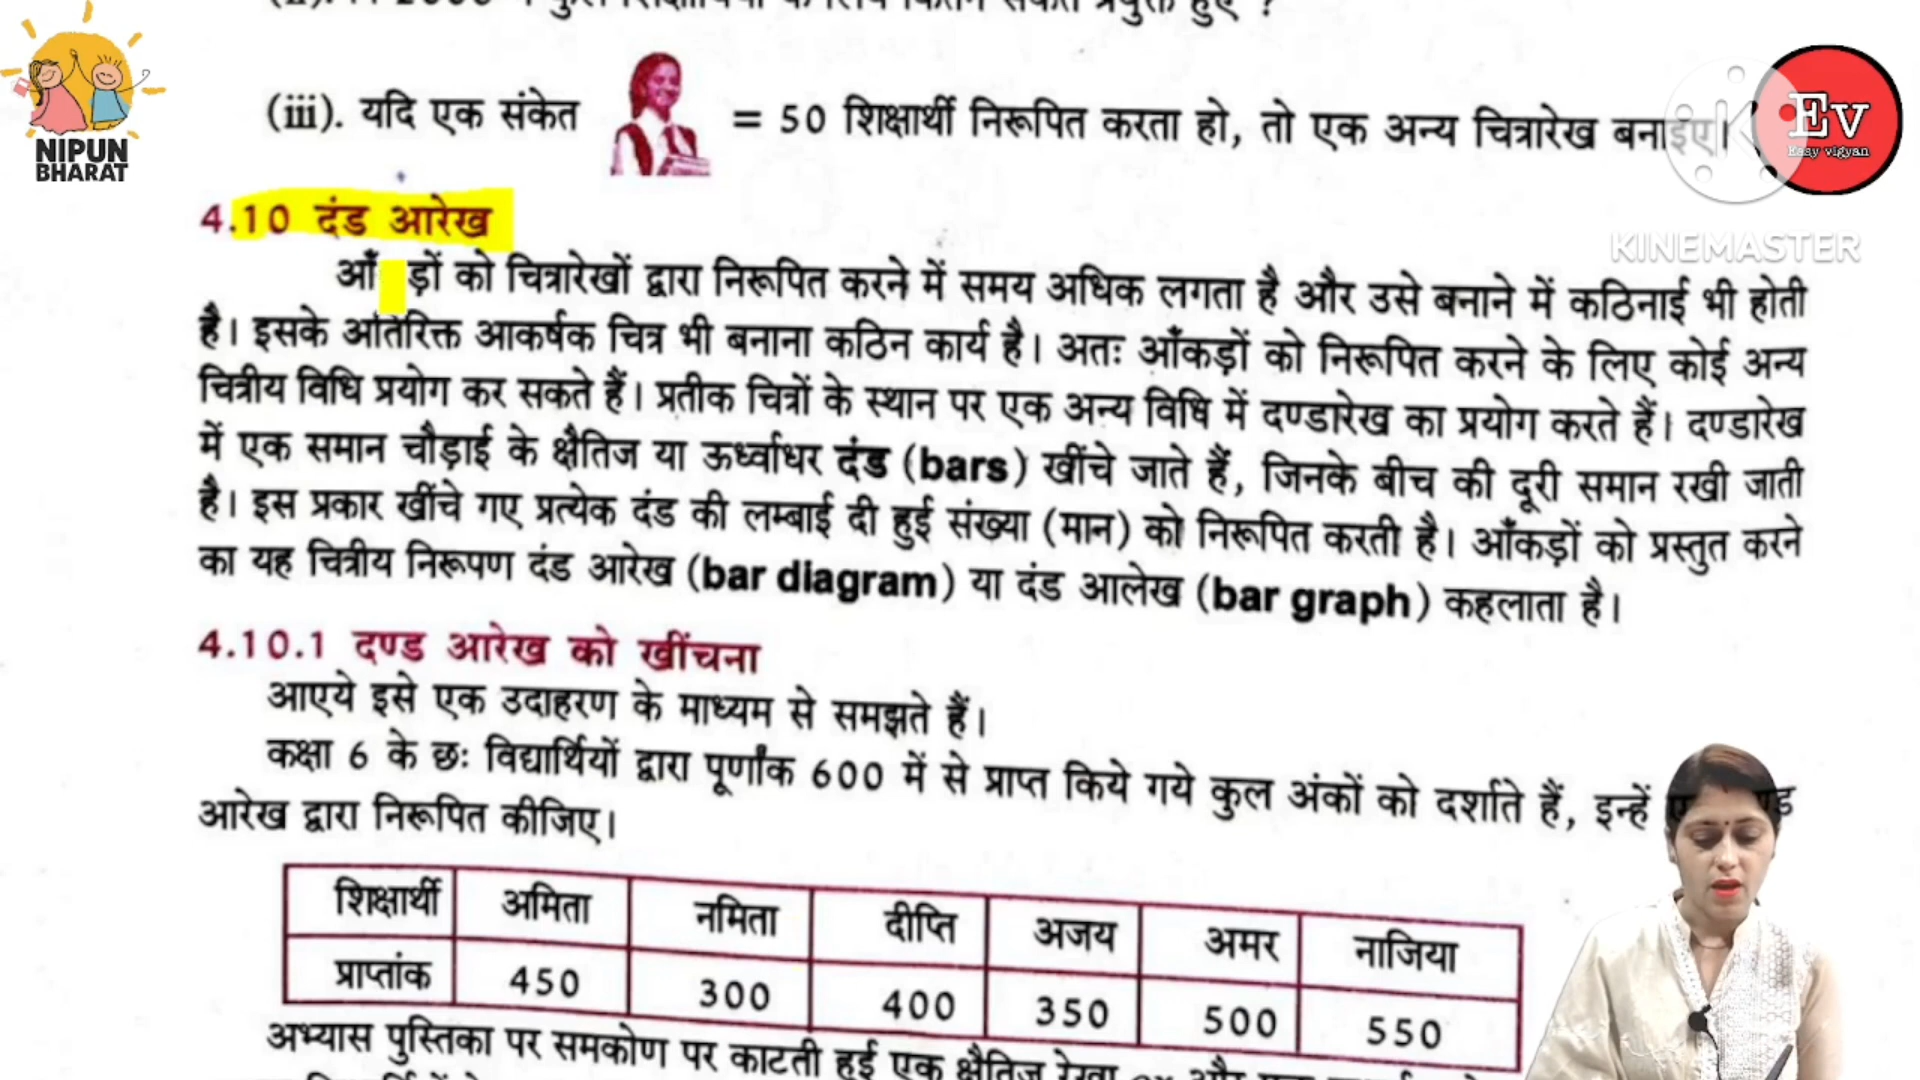 NIPUN
BHARAT
(iii). यदि एक संकेत = 50 शिक्षार्थी निरूपित करता हो, तो एक अन्य चित्रारेख बनाइए।
Ev
Easy vigyan
KINEMASTER
4.10 दंड आरेख
आँ ड़ों को चित्रारेखों द्वारा निरूपित करने में समय अधिक लगता है और उसे बनाने में कठिनाई भी होती
है। इसके अतिरिक्त आकर्षक चित्र भी बनाना कठिन कार्य है। अतः आँकड़ों को निरूपित करने के लिए कोई अन्य
चित्रीय विधि प्रयोग कर सकते हैं। प्रतीक चित्रों के स्थान पर एक अन्य विधि में दण्डारेख का प्रयोग करते हैं। दण्डारेख
में एक समान चौड़ाई के क्षैतिज या ऊर्ध्वाधर दंड (bars) खींचे जाते हैं, जिनके बीच की दूरी समान रखी जाती
है। इस प्रकार खींचे गए प्रत्येक दंड की लम्बाई दी हुई संख्या (मान) को निरूपित करती है। आँकड़ों को प्रस्तुत करने
का यह चित्रीय निरूपण दंड आरेख (bar diagram) या दंड आलेख (bar graph) कहलाता है।
4.10.1 दण्ड आरेख को खींचना
आएये इसे एक उदाहरण के माध्यम से समझते हैं।
कक्षा 6 के छः विद्यार्थियों द्वारा पूर्णांक 600 में से प्राप्त किये गये कुल अंकों को दर्शाते हैं, इन्हें
आरेख द्वारा निरूपित कीजिए।
शिक्षार्थी अमिता नमिता दीप्ति अजय अमर नाजिया
प्राप्तांक 450 300 400 350 500 550
अभ्यास पुस्तिका पर समकोण पर काटती हुई एक क्षैतिज रेखा